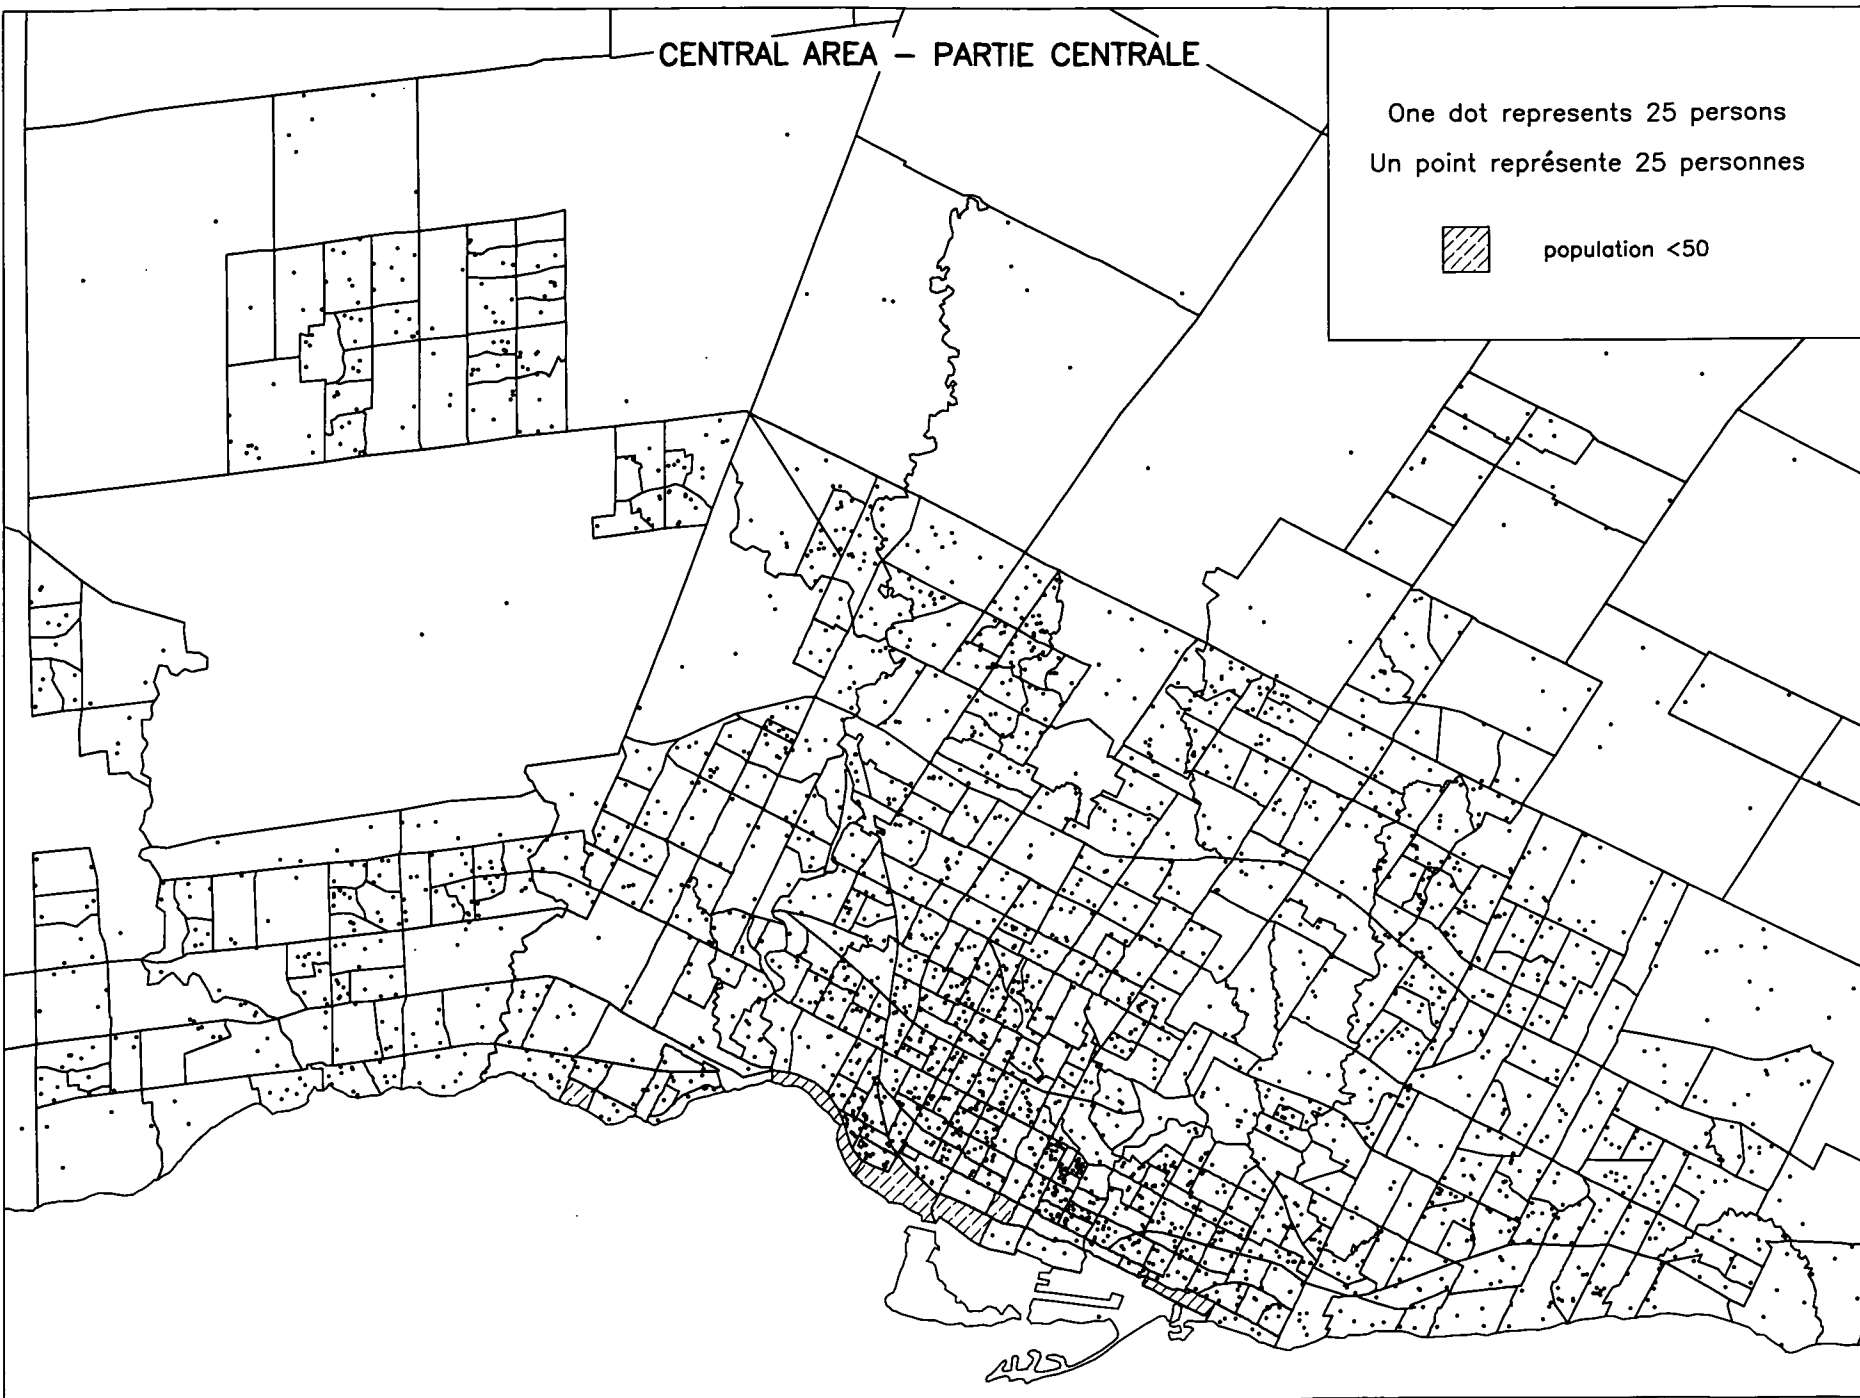 CENTRAL AREA – PARTIE CENTRALE
One dot represents 25 persons
Un point représente 25 personnes
population <50